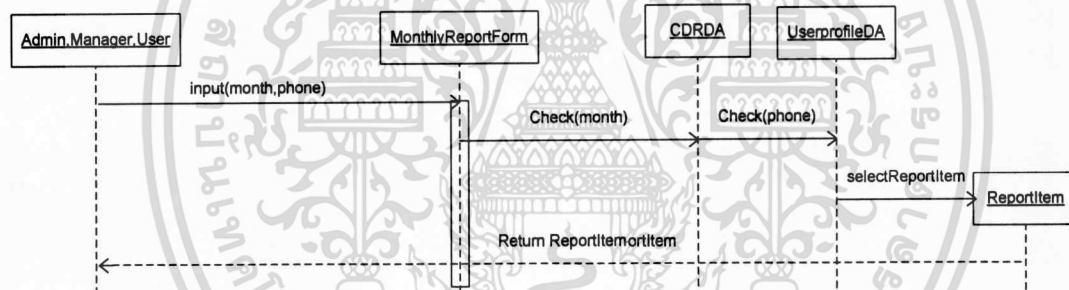 Admin.Manager.User
MonthlyReportForm
CDRDA
UserprofileDA
input(month,phone)
Check(month)
Check(phone)
selectReportItem
ReportItem
Return ReportItemortItem